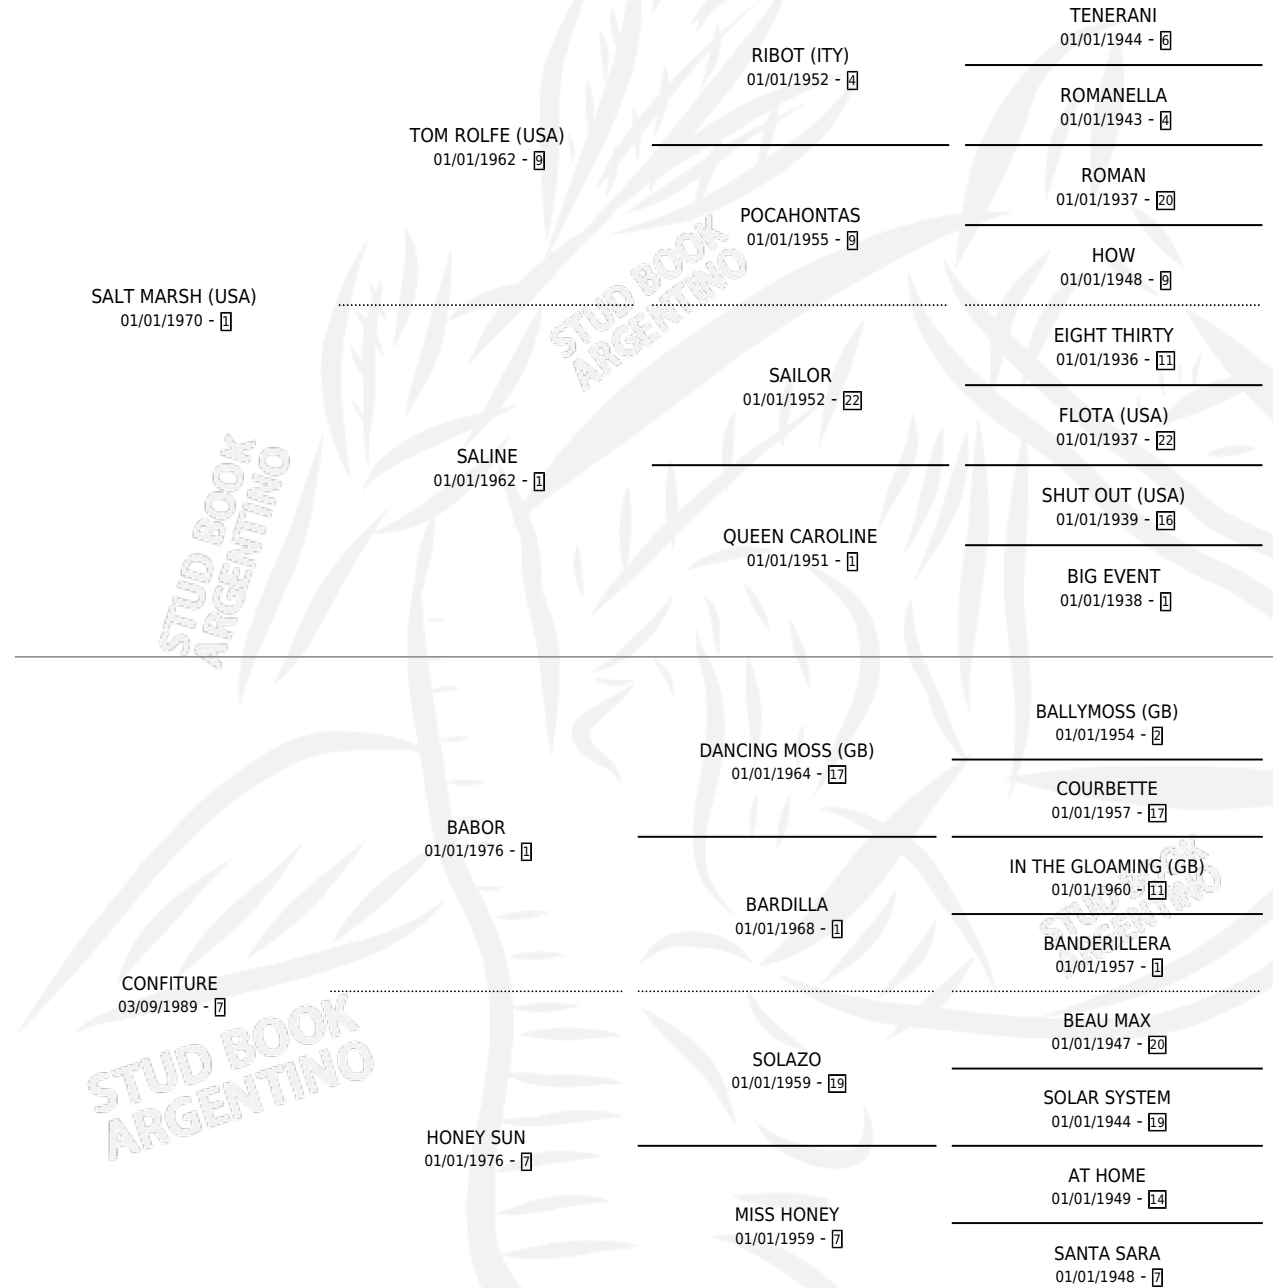 TENERANI
01/01/1944 - 6
RIBOT (ITY)
01/01/1952 - 4
ROMANELLA
01/01/1943 - 4
TOM ROLFE (USA)
01/01/1962 - 9
ROMAN
01/01/1937 - 20
POCAHONTAS
01/01/1955 - 9
HOW
01/01/1948 - 9
SALT MARSH (USA)
01/01/1970 - 1
STUD BOOK
ARGENTINO
EIGHT THIRTY
01/01/1936 - 11
SAILOR
01/01/1952 - 22
FLOTA (USA)
01/01/1937 - 22
SALINE
01/01/1962 - 1
SHUT OUT (USA)
01/01/1939 - 16
QUEEN CAROLINE
01/01/1951 - 1
BIG EVENT
01/01/1938 - 1
STUD BOOK
ARGENTINO
BALLYMOSS (GB)
01/01/1954 - 2
DANCING MOSS (GB)
01/01/1964 - 17
COURBETTE
01/01/1957 - 17
BABOR
01/01/1976 - 1
IN THE GLOAMING (GB)
01/01/1960 - 11
BARDILLA
01/01/1968 - 1
STUD BOOK
ARGENTINO
BANDERILLERA
01/01/1957 - 1
CONFITURE
03/09/1989 - 7
BEAU MAX
01/01/1947 - 20
SOLAZO
01/01/1959 - 19
STUD BOOK
ARGENTINO
SOLAR SYSTEM
01/01/1944 - 19
HONEY SUN
01/01/1976 - 7
AT HOME
01/01/1949 - 14
MISS HONEY
01/01/1959 - 7
SANTA SARA
01/01/1948 - 7